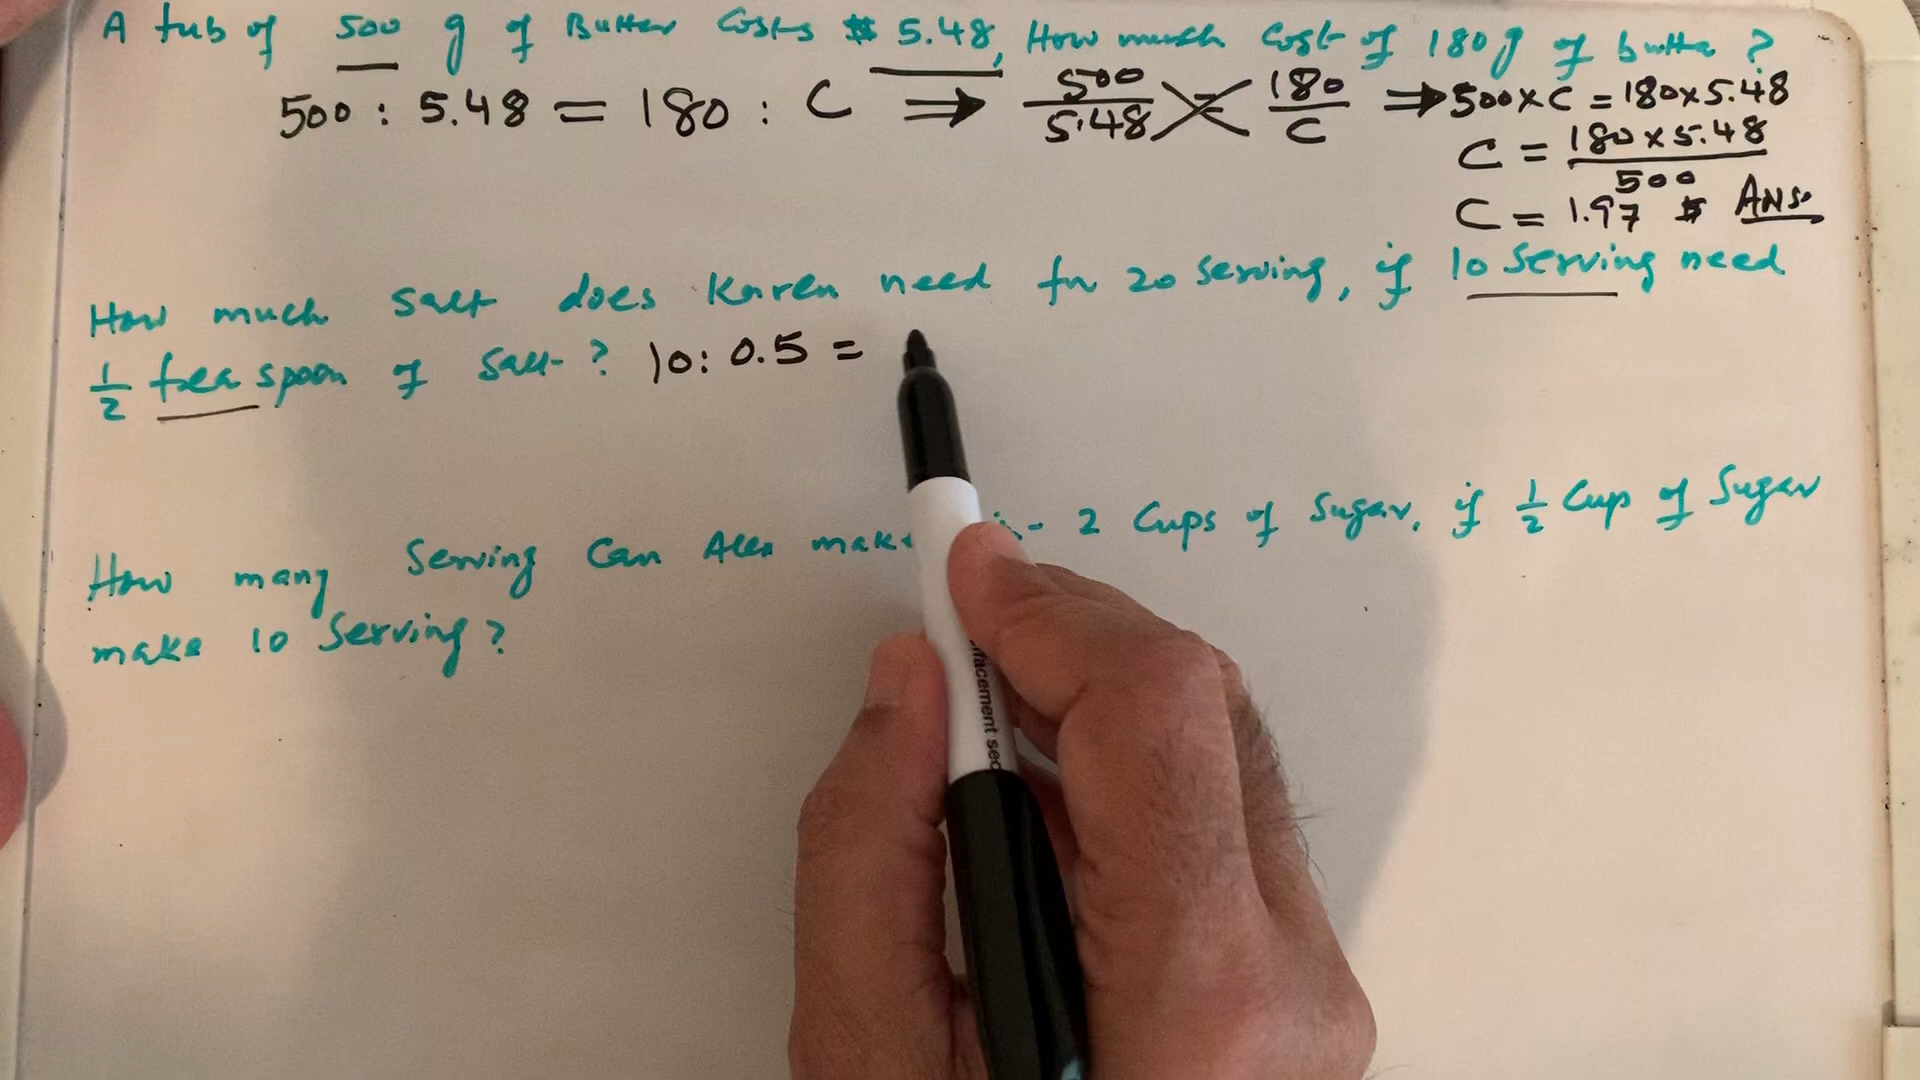 A tub of 500 g of Butter Costs $ 5.48, How much Cost of 180 g of butter ?
500 : 5.48 = 180 : C ⇒ 500/5.48 = 180/C ⇒ 500 x C = 180 x 5.48
C = 180 x 5.48/500
C = 1.97 $ Ans.
How much salt does Karen need for 20 serving, if 10 serving need
1/2 tea spoon of salt ? 10 : 0.5 =
How many Serving Can Alex make 2 Cups of Sugar, if 1/2 Cup of Sugar
make 10 Serving ?
effacement sec